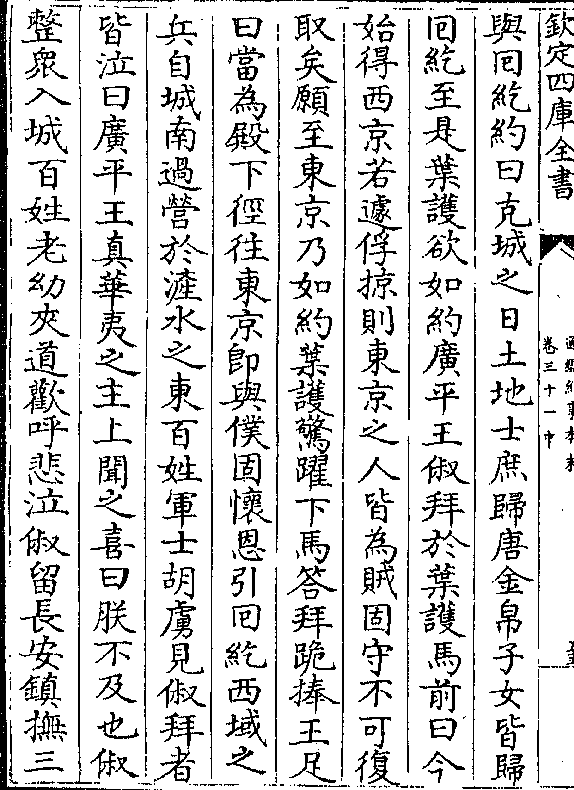 欽定四庫全書
通鑑紀事本末
卷三十一中
與囘紇約曰克城之日土地士庶歸唐金帛子女皆歸
囘紇至是葉護欲如約廣平王俶拜於葉護馬前曰今
始得西京若遽俘掠則東京之人皆為賊固守不可復
取矣願至東京乃如約葉護驚躍下馬答拜跪捧王足
曰當為殿下徑往東京即與僕固懷恩引囘紇西域之
兵自城南過營於滻水之東百姓軍士胡虜見俶拜者
皆泣曰廣平王真華夷之主上聞之喜曰朕不及也俶
整衆入城百姓老幼夾道歡呼悲泣俶留長安鎮撫三